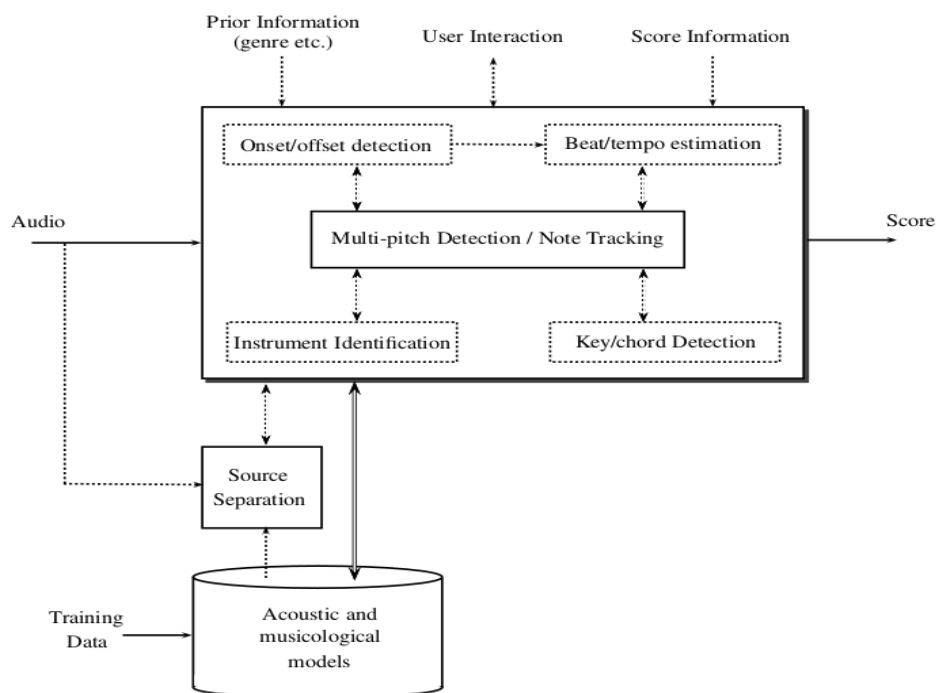 Prior Information
(genre etc.)
User Interaction
Score Information
Onset/offset detection
Beat/tempo estimation
Audio
Multi-pitch Detection / Note Tracking
Score
Instrument Identification
Key/chord Detection
Source
Separation
Training
Data
Acoustic and
musicological
models